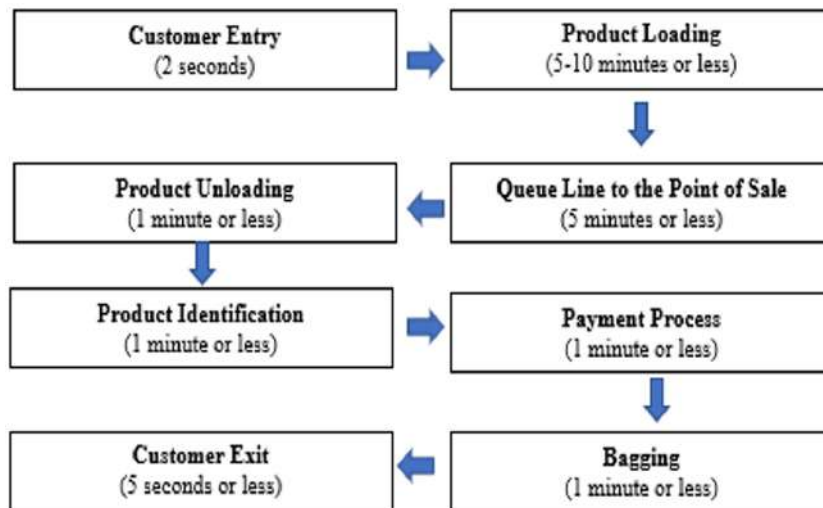 Customer Entry
(2 seconds)
Product Loading
(5-10 minutes or less)
Queue Line to the Point of Sale
(5 minutes or less)
Product Unloading
(1 minute or less)
Product Identification
(1 minute or less)
Payment Process
(1 minute or less)
Bagging
(1 minute or less)
Customer Exit
(5 seconds or less)